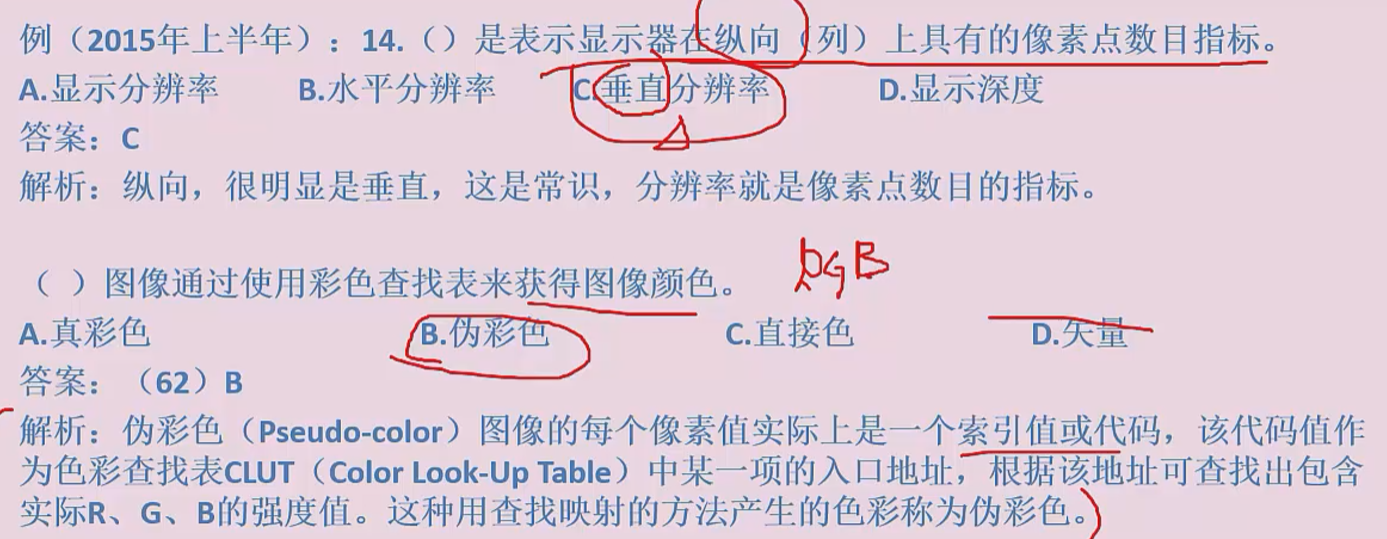 例（2015年上半年）：14.（）是表示显示器在纵向（列）上具有的像素点数目指标。
A.显示分辨率 B.水平分辨率 C.垂直分辨率 D.显示深度
答案：C
解析：纵向，很明显是垂直，这是常识，分辨率就是像素点数目的指标。
RGB
（ ）图像通过使用彩色查找表来获得图像颜色。
A.真彩色 B.伪彩色 C.直接色 D.矢量
答案：（62）B
解析：伪彩色（Pseudo-color）图像的每个像素值实际上是一个索引值或代码，该代码值作
为色彩查找表CLUT（Color Look-Up Table）中某一项的入口地址，根据该地址可查找出包含
实际R、G、B的强度值。这种用查找映射的方法产生的色彩称为伪彩色。）